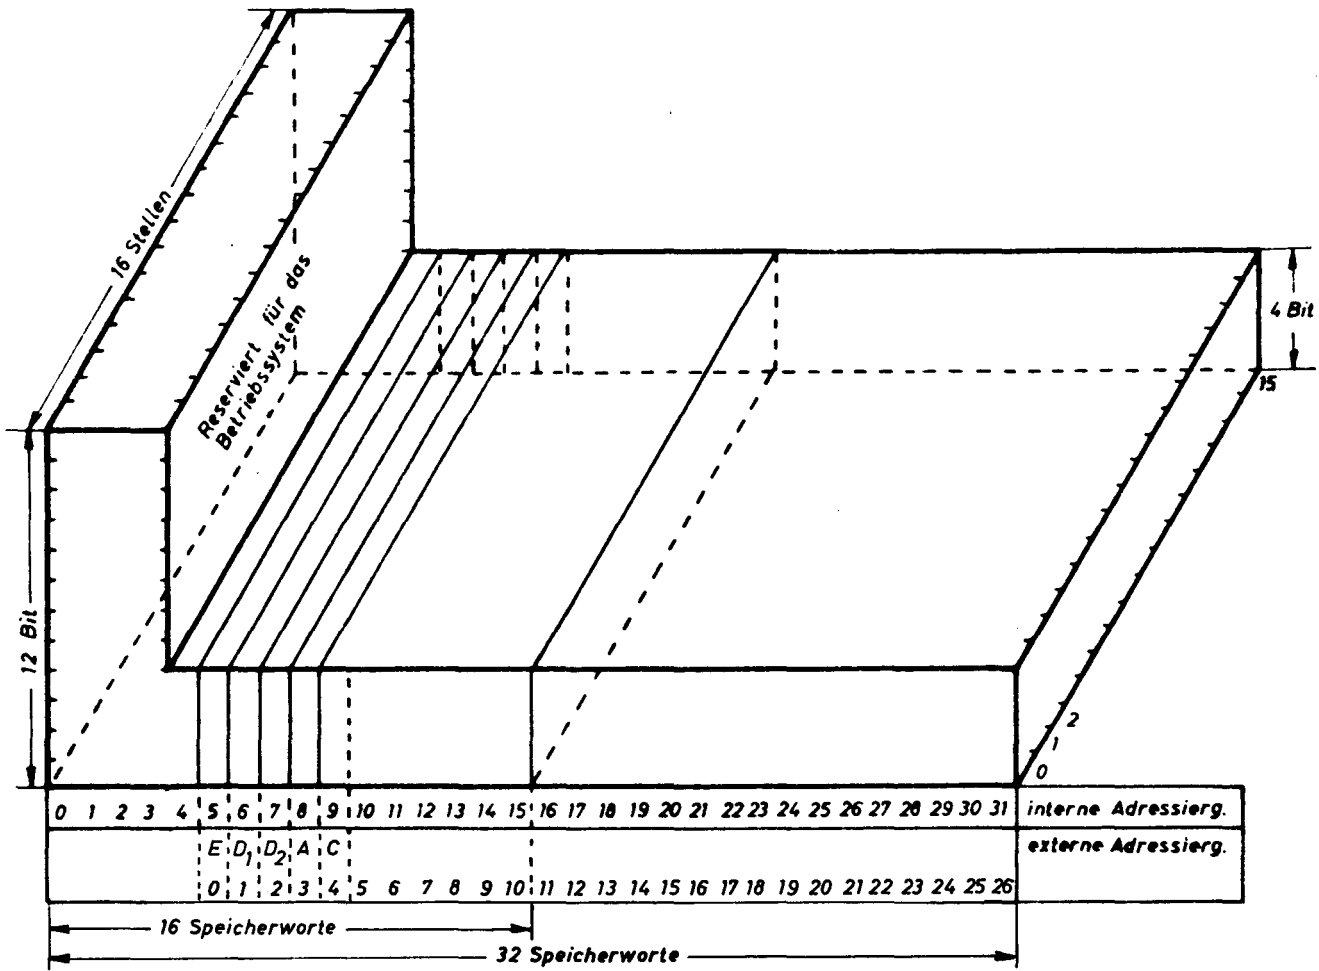 16 Stellen
Reserviert für das
Betriebssystem
4 Bit
15
12 Bit
2
1
0
0 1 2 3 4 5 6 7 8 9 10 11 12 13 14 15 16 17 18 19 20 21 22 23 24 25 26 27 28 29 30 31 interne Adressierg.
E D1 D2 A C externe Adressierg.
0 1 2 3 4 5 6 7 8 9 10 11 12 13 14 15 16 17 18 19 20 21 22 23 24 25 26
16 Speicherworte
32 Speicherworte